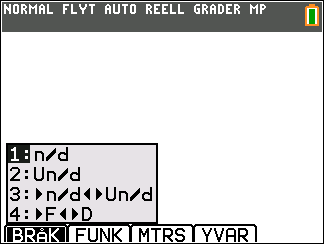 NORMAL FLYT AUTO REELL GRADER MP
1:n/d
2:Un/d
3:►n/d◄►Un/d
4:►F◄►D
BRÅK FUNK MTRS YVAR